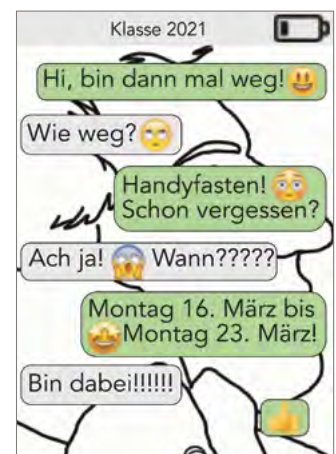 Klasse 2021
Hi, bin dann mal weg! 😃
Wie weg? 🙄
Handyfasten! 😳
Schon vergessen?
Ach ja! 😱 Wann?????
Montag 16. März bis
🤩 Montag 23. März!
Bin dabei!!!!!!
👍